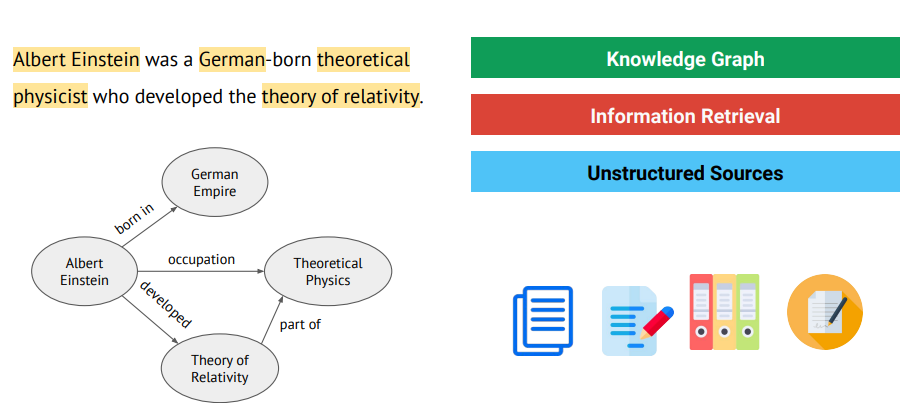 Albert Einstein was a German-born theoretical
physicist who developed the theory of relativity.
German
Empire
born in
Albert
Einstein
occupation
Theoretical
Physics
developed
part of
Theory of
Relativity
Knowledge Graph
Information Retrieval
Unstructured Sources